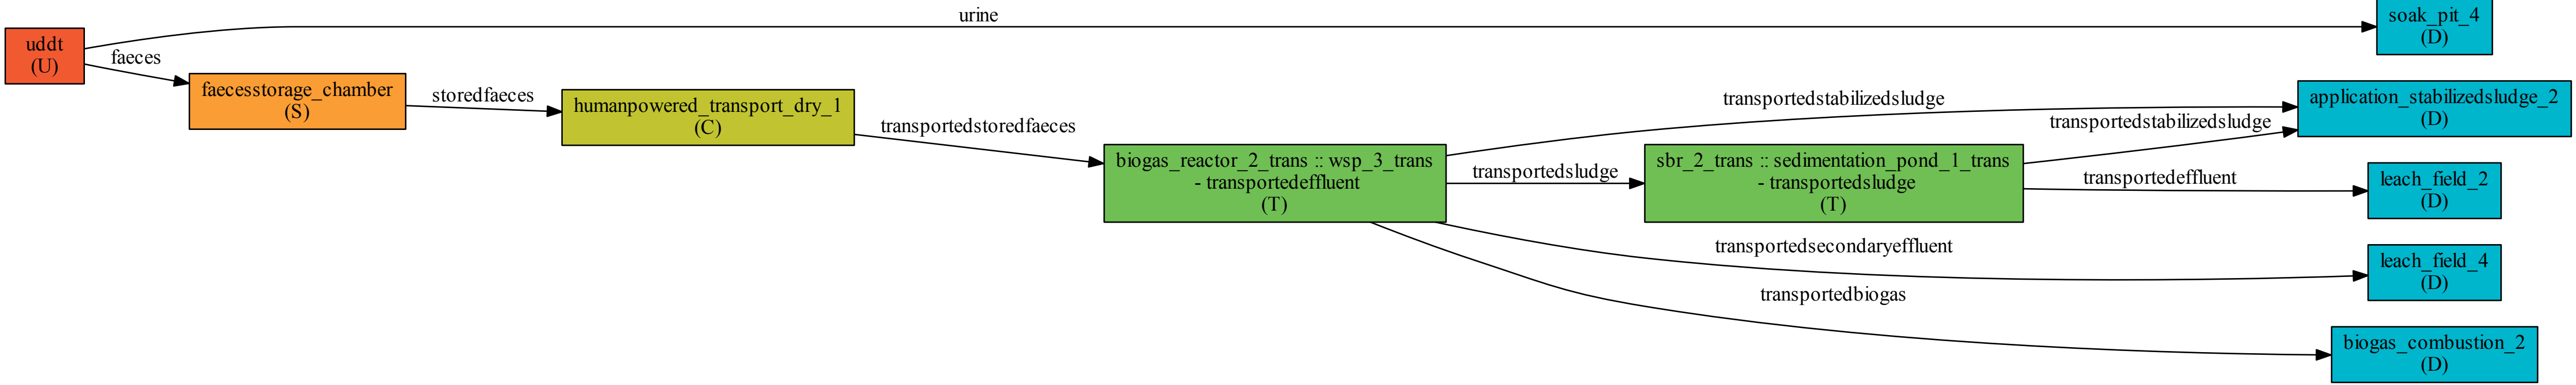 urine
soak_pit_4
(D)
uddt
(U)
faeces
faecesstorage_chamber
(S)
storedfaeces
humanpowered_transport_dry_1
(C)
transportedstoredfaeces
biogas_reactor_2_trans :: wsp_3_trans
- transportedeffluent
(T)
transportedstabilizedsludge
transportedsludge
sbr_2_trans :: sedimentation_pond_1_trans
- transportedsludge
(T)
transportedstabilizedsludge
application_stabilizedsludge_2
(D)
transportedeffluent
leach_field_2
(D)
transportedsecondaryeffluent
leach_field_4
(D)
transportedbiogas
biogas_combustion_2
(D)